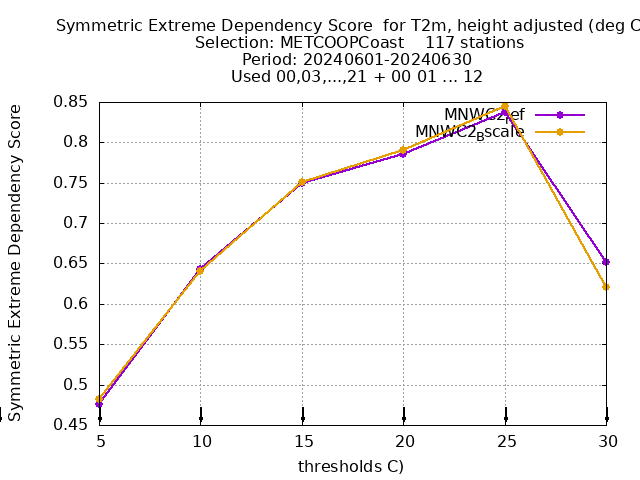 Symmetric Extreme Dependency Score for T2m, height adjusted (deg C
Selection: METCOOPCoast 117 stations
Period: 20240601-20240630
Used 00,03,...,21 + 00 01 ... 12
Symmetric Extreme Dependency Score
0.85
0.8
0.75
0.7
0.65
0.6
0.55
0.5
0.45
MNWC2
MNWC2_Bscale
5 10 15 20 25 30
thresholds C)